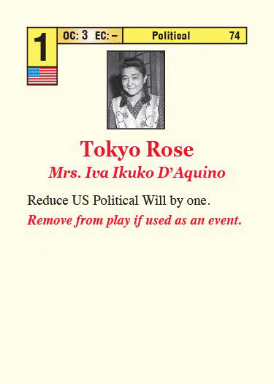 1
OC: 3 EC: – Political 74
Tokyo Rose
Mrs. Iva Ikuko D'Aquino
Reduce US Political Will by one.
Remove from play if used as an event.